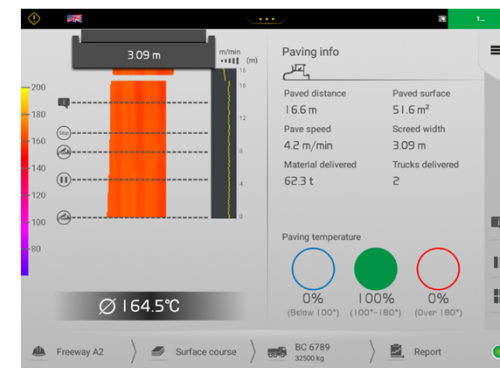 1...
3.09 m
m/min
(m)
18
16
12
8
4
0
200
180
160
140
120
100
80
Stop
164.5°C
Paving info
Paved distance
16.6 m
Paved surface
51.6 m²
Pave speed
4.2 m/min
Screed width
3.09 m
Material delivered
62.3 t
Trucks delivered
2
Paving temperature
0%
(Below 100°)
100%
(100°-180°)
0%
(Over 180°)
Freeway A2
Surface course
BC 6789
32500 kg
Report